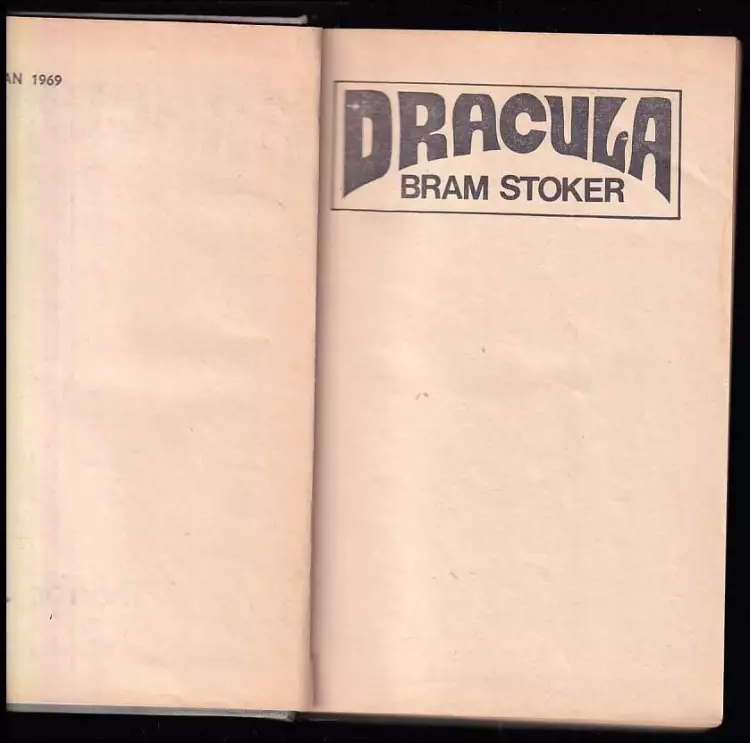 AN 1969
DRACULA
BRAM STOKER